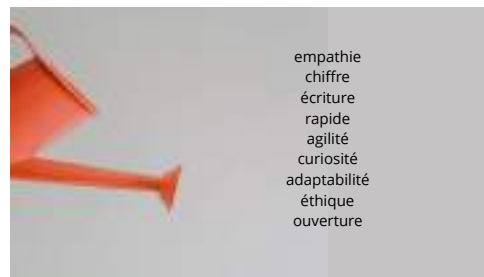 empathie
chiffre
écriture
rapide
agilité
curiosité
adaptabilité
éthique
ouverture